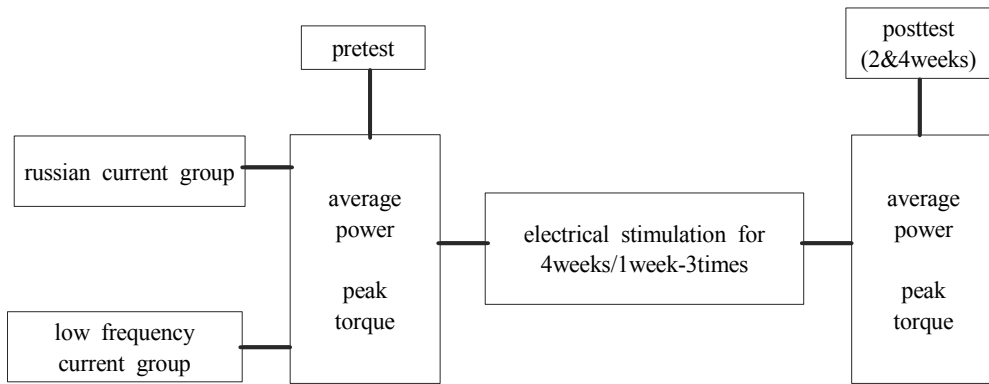 pretest
posttest
(2&4weeks)
russian current group
average
power
peak
torque
electrical stimulation for
4weeks/1week-3times
average
power
peak
torque
low frequency
current group